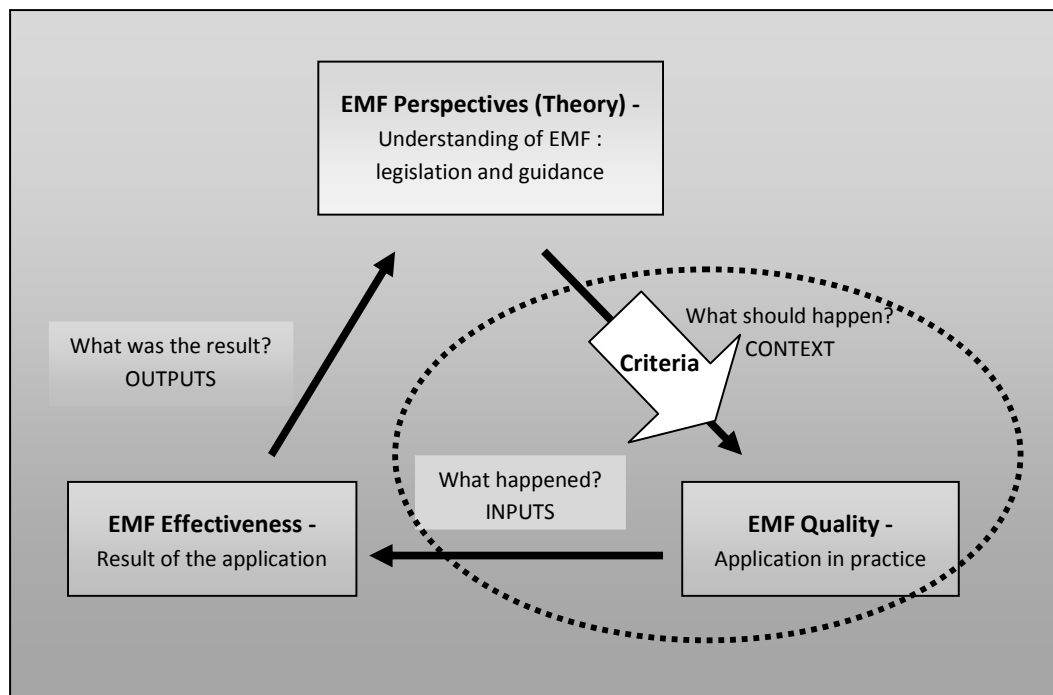 EMF Perspectives (Theory) -
Understanding of EMF :
legislation and guidance
What should happen?
CONTEXT
Criteria
What was the result?
OUTPUTS
What happened?
INPUTS
EMF Effectiveness -
Result of the application
EMF Quality -
Application in practice